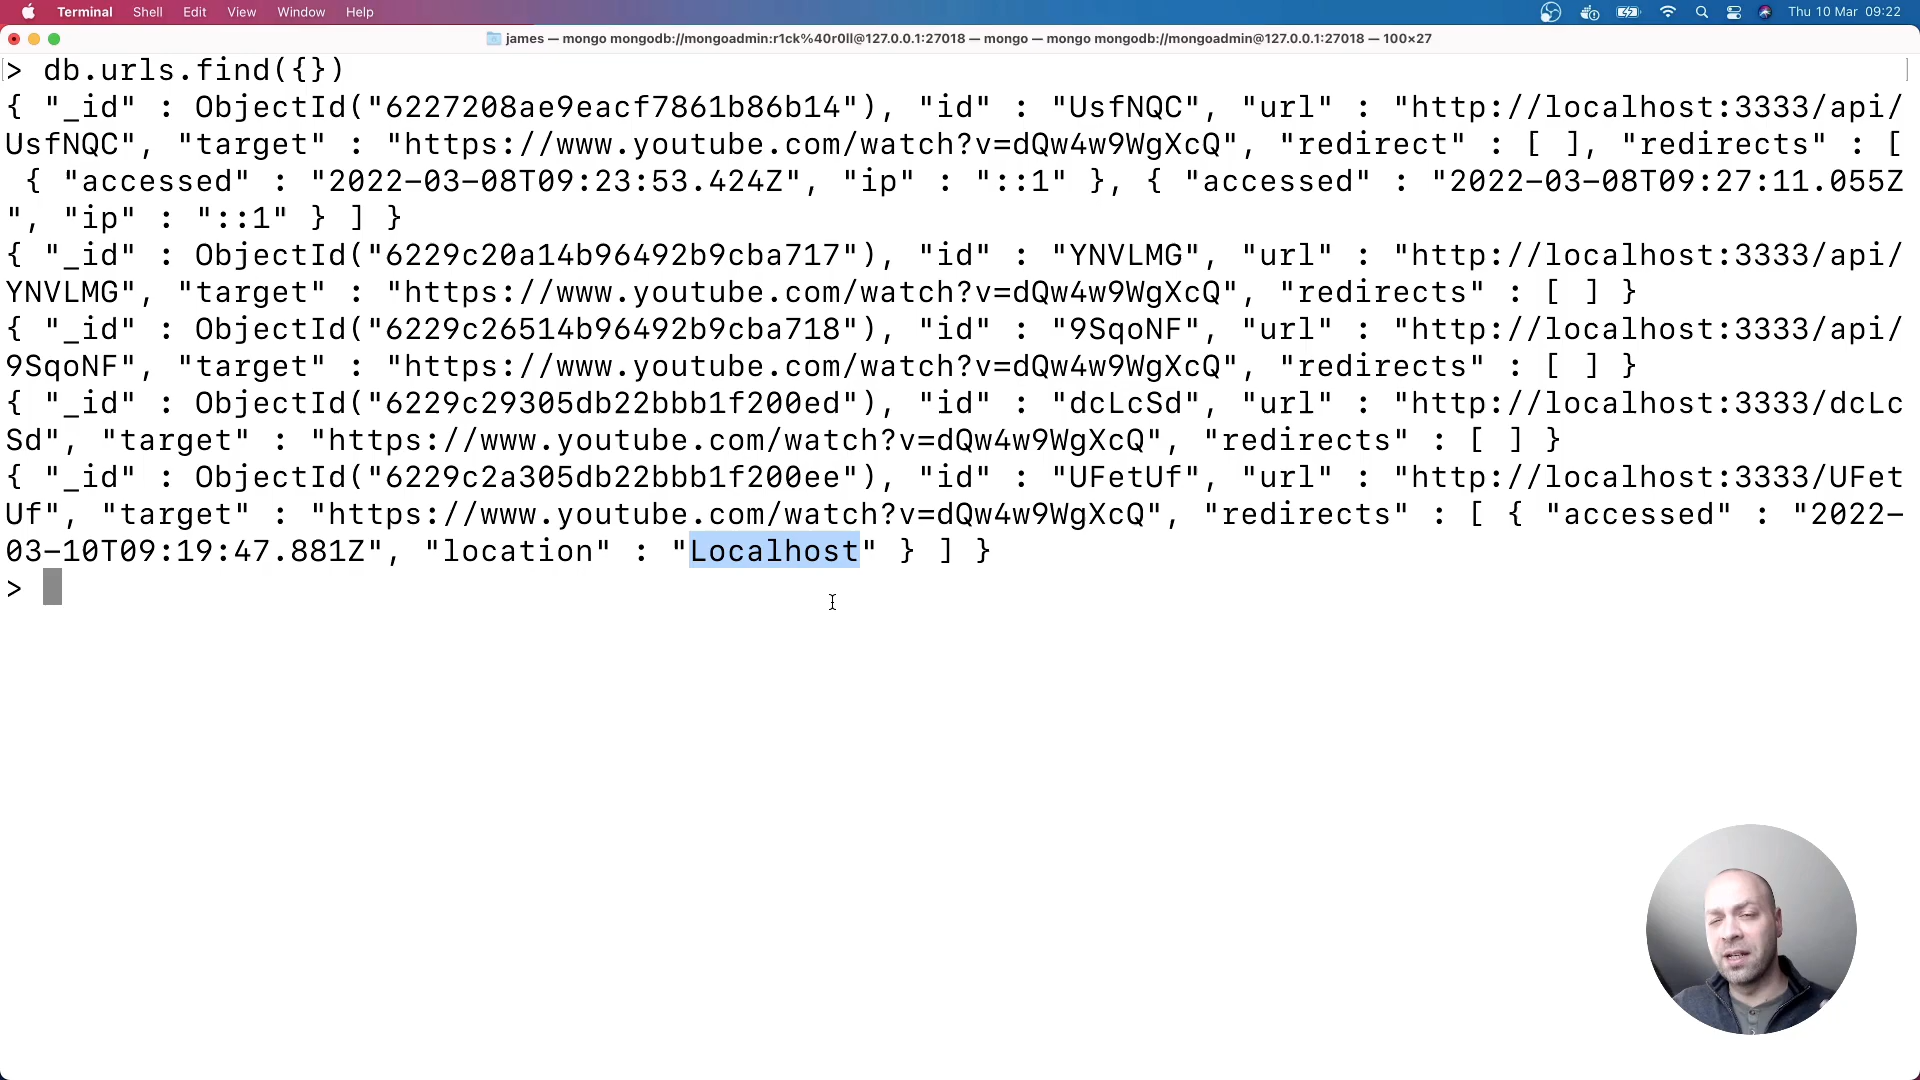 Terminal Shell Edit View Window Help Thu 10 Mar 09:22
james — mongo mongodb://mongoadmin:r1ck%40r0ll@127.0.0.1:27018 — mongo — mongo mongodb://mongoadmin@127.0.0.1:27018 — 100×27
> db.urls.find({})
{ "_id" : ObjectId("6227208ae9eacf7861b86b14"), "id" : "UsfNQC", "url" : "http://localhost:3333/api/
UsfNQC", "target" : "https://www.youtube.com/watch?v=dQw4w9WgXcQ", "redirect" : [ ], "redirects" : [
{ "accessed" : "2022-03-08T09:23:53.424Z", "ip" : "::1" }, { "accessed" : "2022-03-08T09:27:11.055Z
", "ip" : "::1" } ] }
{ "_id" : ObjectId("6229c20a14b96492b9cba717"), "id" : "YNVLMG", "url" : "http://localhost:3333/api/
YNVLMG", "target" : "https://www.youtube.com/watch?v=dQw4w9WgXcQ", "redirects" : [ ] }
{ "_id" : ObjectId("6229c26514b96492b9cba718"), "id" : "9SqoNF", "url" : "http://localhost:3333/api/
9SqoNF", "target" : "https://www.youtube.com/watch?v=dQw4w9WgXcQ", "redirects" : [ ] }
{ "_id" : ObjectId("6229c29305db22bbb1f200ed"), "id" : "dcLcSd", "url" : "http://localhost:3333/dcLc
Sd", "target" : "https://www.youtube.com/watch?v=dQw4w9WgXcQ", "redirects" : [ ] }
{ "_id" : ObjectId("6229c2a305db22bbb1f200ee"), "id" : "UFetUf", "url" : "http://localhost:3333/UFet
Uf", "target" : "https://www.youtube.com/watch?v=dQw4w9WgXcQ", "redirects" : [ { "accessed" : "2022-
03-10T09:19:47.881Z", "location" : "Localhost" } ] }
>